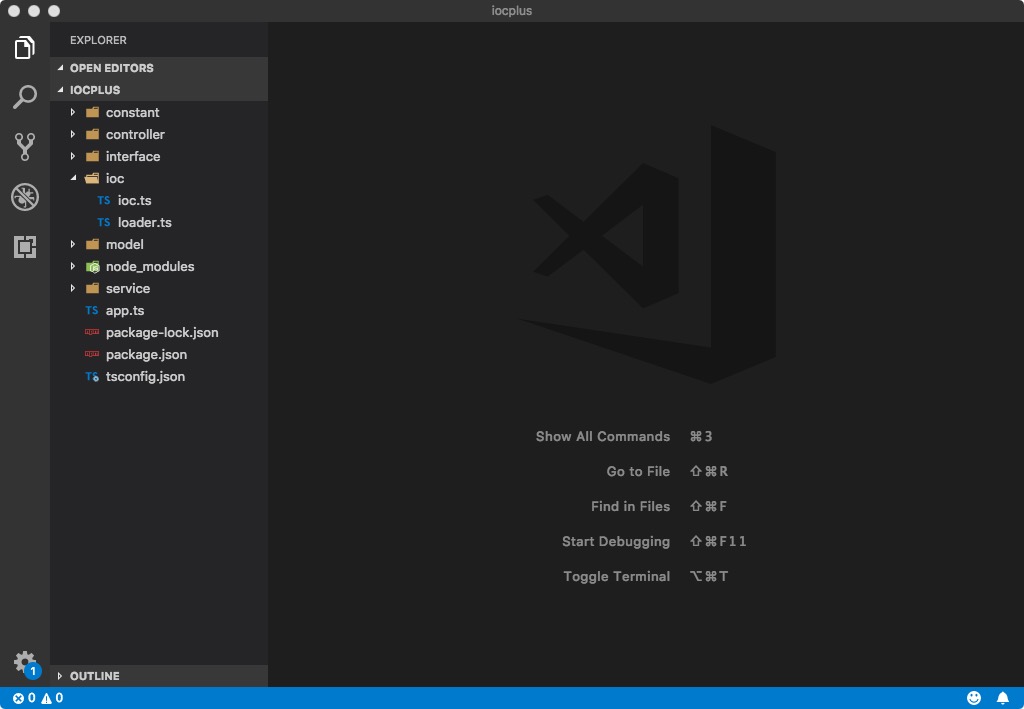 iocplus
EXPLORER
OPEN EDITORS
IOCPLUS
constant
controller
interface
ioc
TS ioc.ts
TS loader.ts
model
node_modules
service
TS app.ts
package-lock.json
package.json
TS tsconfig.json
OUTLINE
Show All Commands ⌘3
Go to File ⇧⌘R
Find in Files ⇧⌘F
Start Debugging ⇧⌘F11
Toggle Terminal ⌥⌘T
1
0 0